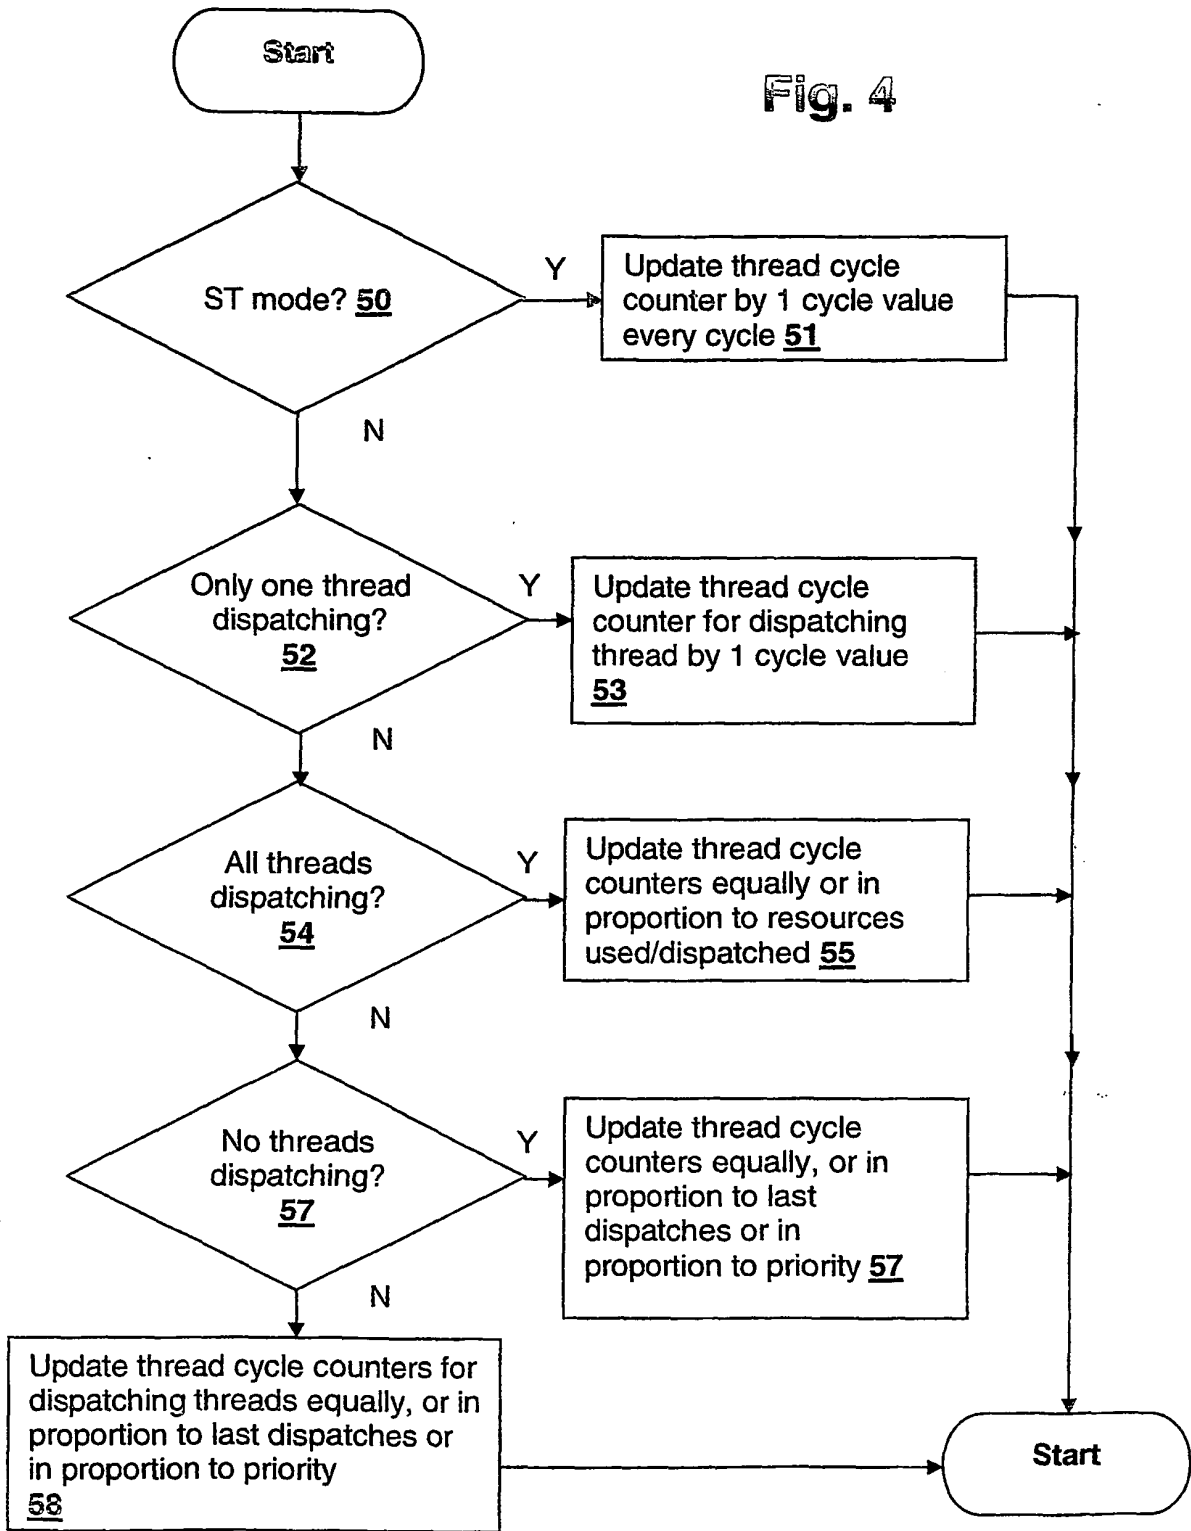 Start
Fig. 4
ST mode? 50
Y
Update thread cycle
counter by 1 cycle value
every cycle 51
N
Only one thread
dispatching?
52
Y
Update thread cycle
counter for dispatching
thread by 1 cycle value
53
N
All threads
dispatching?
54
Y
Update thread cycle
counters equally or in
proportion to resources
used/dispatched 55
N
No threads
dispatching?
57
Y
Update thread cycle
counters equally, or in
proportion to last
dispatches or in
proportion to priority 57
N
Update thread cycle counters for
dispatching threads equally, or in
proportion to last dispatches or
in proportion to priority
58
Start